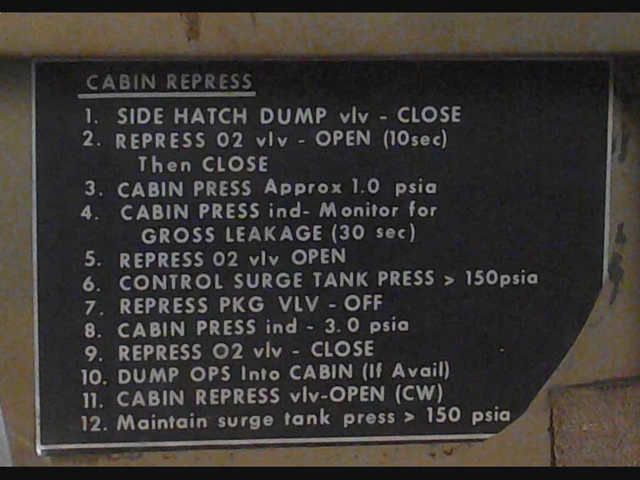 CABIN REPRESS
1. SIDE HATCH DUMP vlv - CLOSE
2. REPRESS 02 vlv - OPEN (10sec)
Then CLOSE
3. CABIN PRESS Approx 1.0 psia
4. CABIN PRESS ind- Monitor for
GROSS LEAKAGE (30 sec)
5. REPRESS 02 vlv OPEN
6. CONTROL SURGE TANK PRESS > 150psia
7. REPRESS PKG VLV - OFF
8. CABIN PRESS ind - 3.0 psia
9. REPRESS O2 vlv - CLOSE
10. DUMP OPS Into CABIN (If Avail)
11. CABIN REPRESS vlv-OPEN (CW)
12. Maintain surge tank press > 150 psia